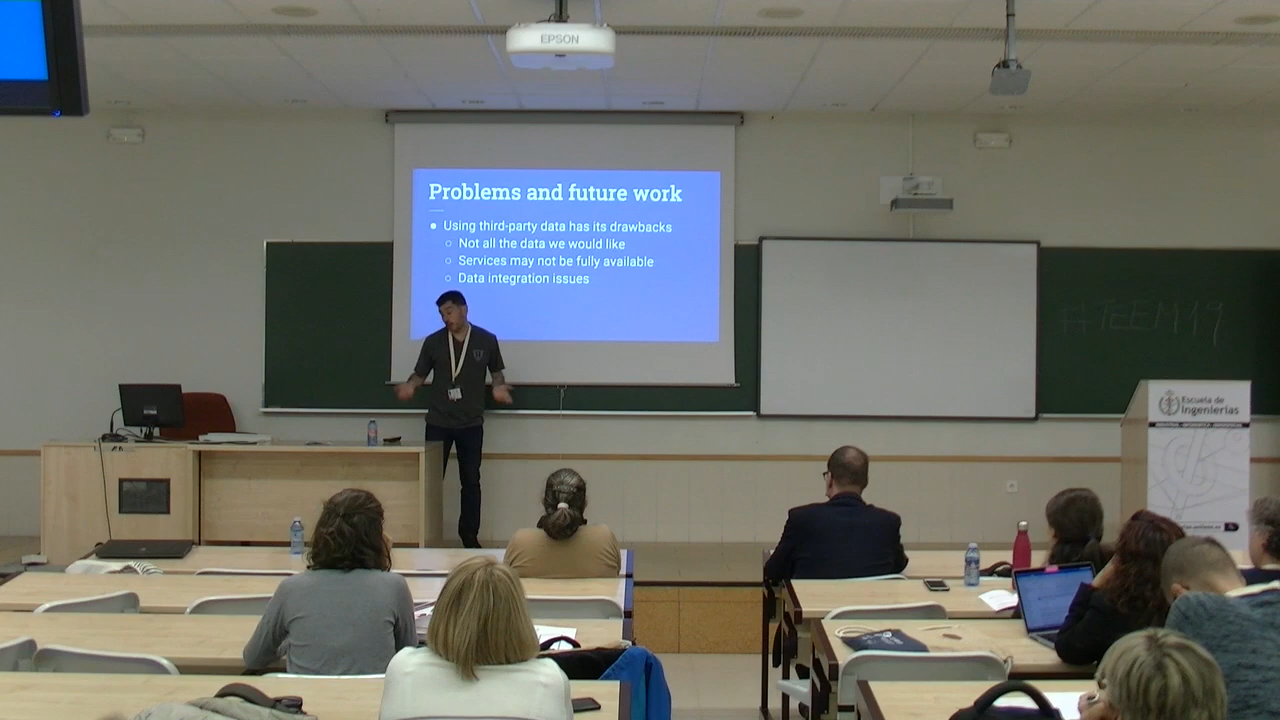 EPSON
Problems and future work
● Using third-party data has its drawbacks
○ Not all the data we would like
○ Services may not be fully available
○ Data integration issues
#TEEM19
Escuela de
Ingenierías